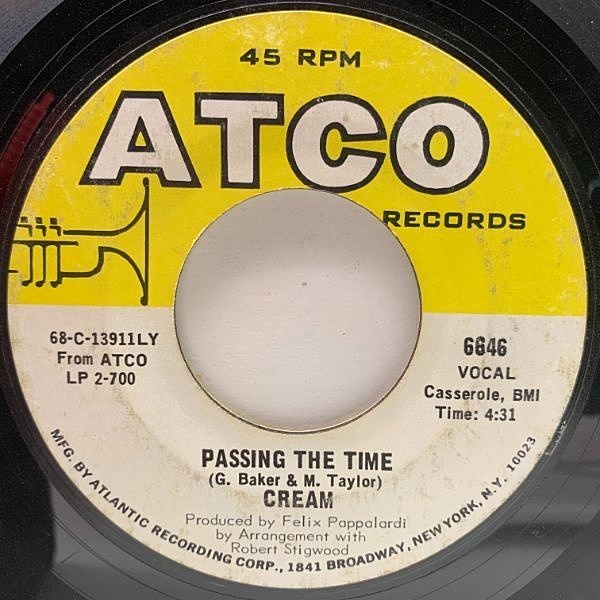 45 RPM
ATCO
RECORDS
68-C-13911LY
From ATCO
LP 2-700
6646
VOCAL
Casserole, BMI
Time: 4:31
PASSING THE TIME
(G. Baker & M. Taylor)
CREAM
Produced by Felix Pappalardi
by Arrangement with
Robert Stigwood
MFG. BY ATLANTIC RECORDING CORP., 1841 BROADWAY, NEW YORK, N.Y. 10023